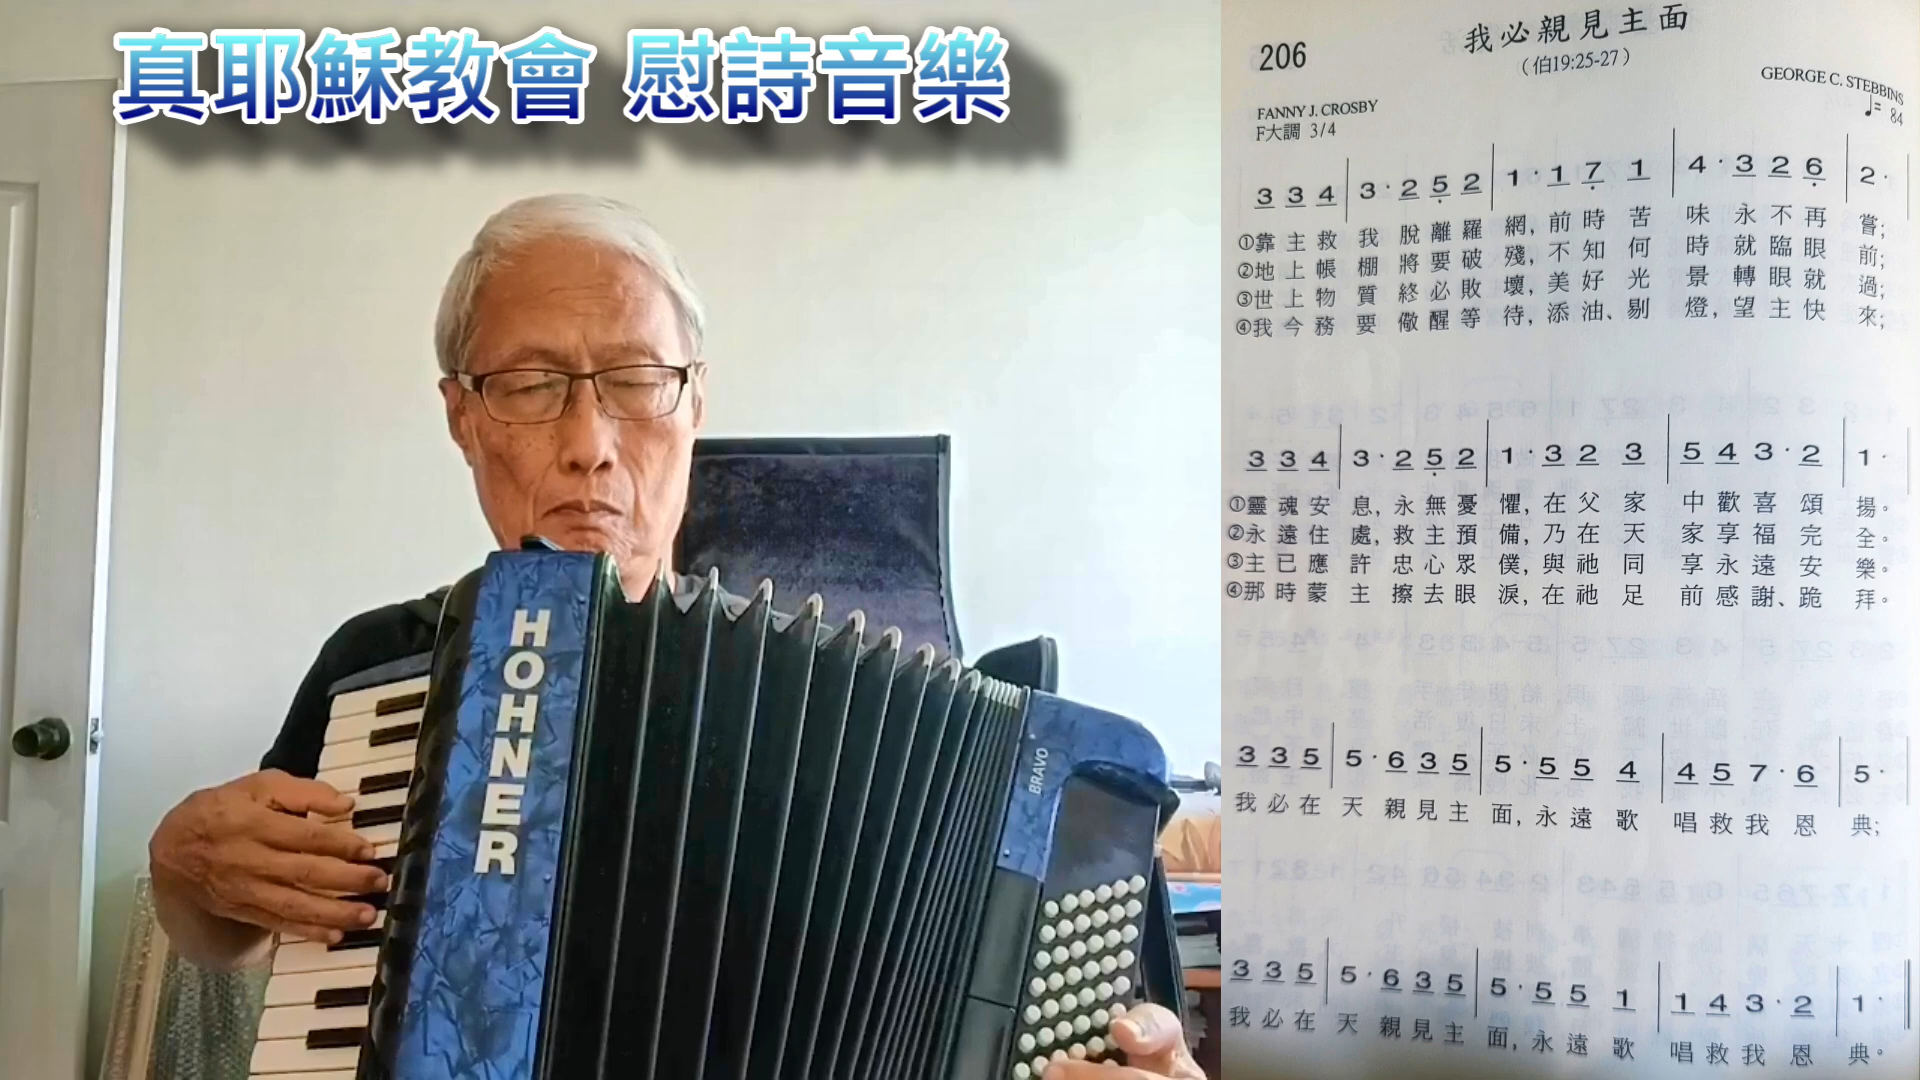 真耶穌教會 慰詩音樂
HOHNER
BRAVO
206
我必親見主面
(伯19:25-27)
GEORGE C. STEBBINS
FANNY J. CROSBY
♩= 84
F大調 3/4
3 3 4 | 3 · 2 5 2 | 1 · 1 7 1 | 4 · 3 2 6 | 2 ·
①靠主救我脫離羅網,前時苦味永不再嘗;
②地上帳棚將要破殘,不知何時就臨眼前;
③世上物質終必敗壞,美好光景轉眼就過;
④我今務要儆醒等待,添油、剔燈,望主快來;
3 3 4 | 3 · 2 5 2 | 1 · 3 2 3 | 5 4 3 · 2 | 1 ·
①靈魂安息,永無憂懼,在父家中歡喜頌揚。
②永遠住處,救主預備,乃在天家享福完全。
③主已應許忠心眾僕,與祂同享永遠安樂。
④那時蒙主擦去眼淚,在祂足前感謝、跪拜。
3 3 5 | 5 · 6 3 5 | 5 · 5 5 4 | 4 5 7 · 6 | 5 ·
我必在天親見主面,永遠歌唱救我恩典;
3 3 5 | 5 · 6 3 5 | 5 · 5 5 1 | 1 4 3 · 2 | 1 ·
我必在天親見主面,永遠歌唱救我恩典。